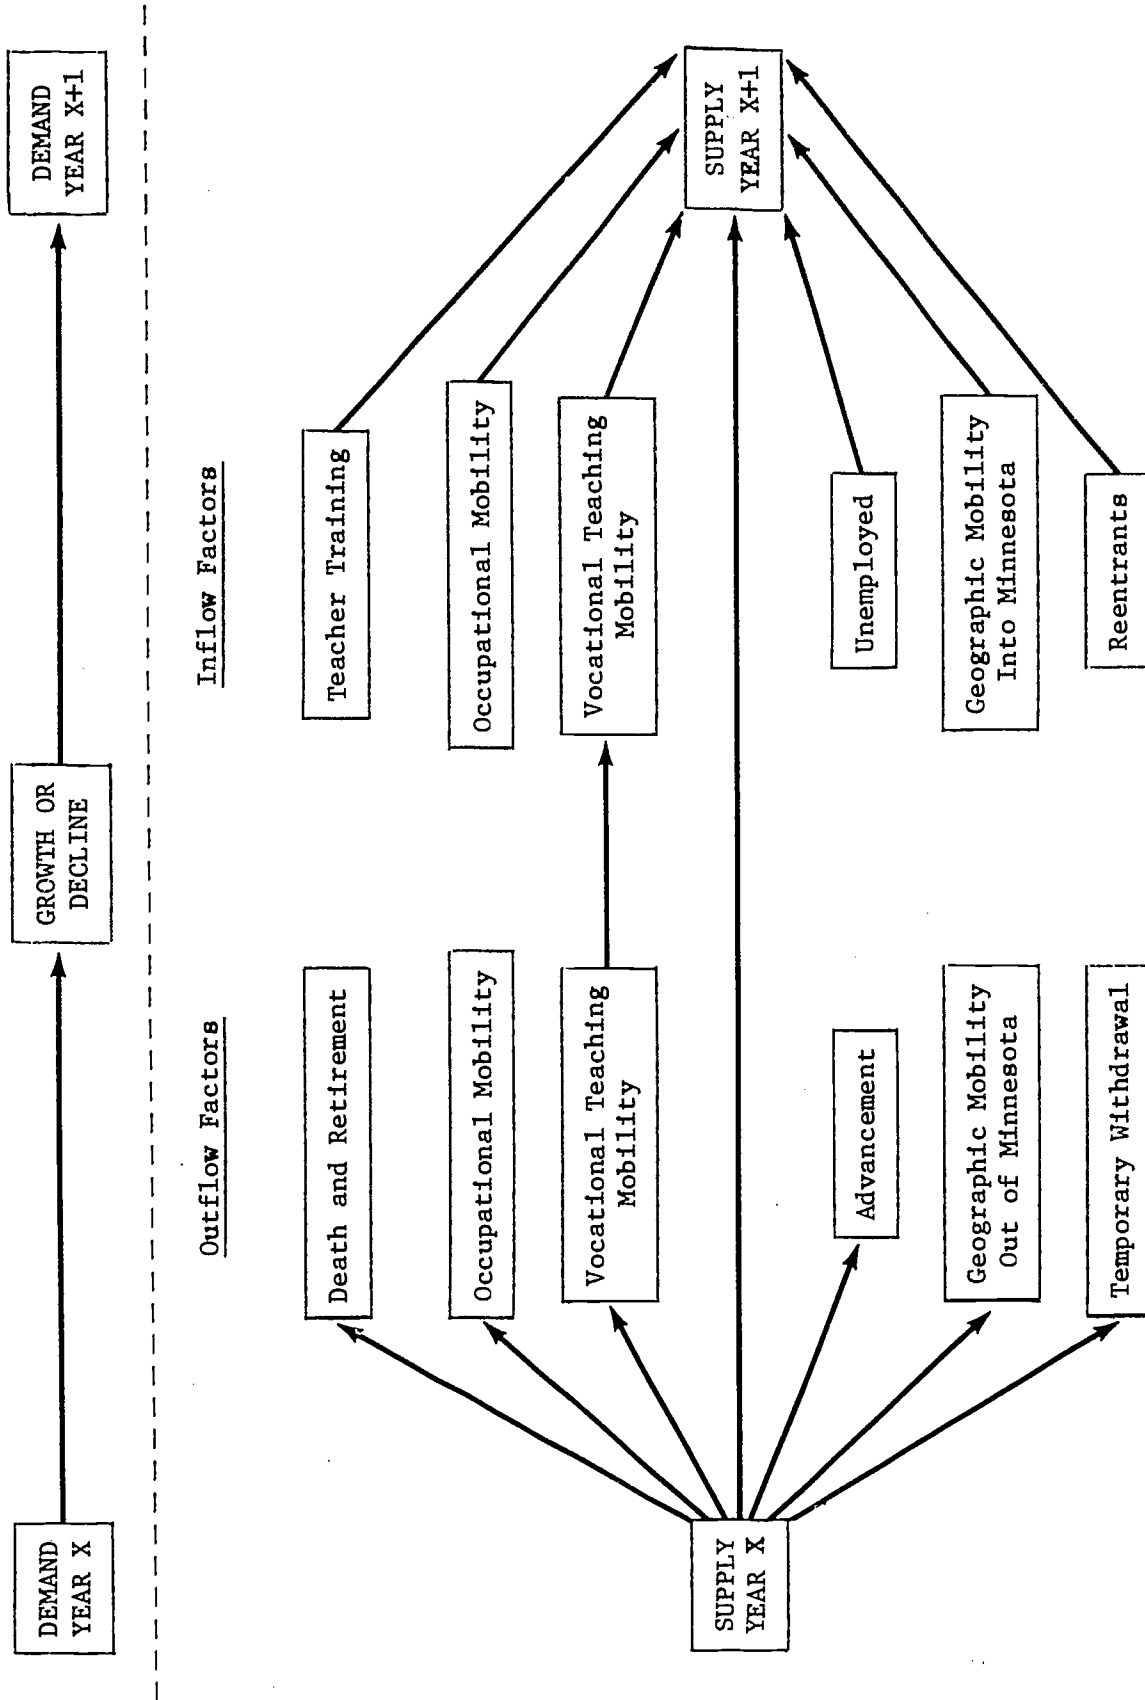 DEMAND
YEAR X
GROWTH OR
DECLINE
DEMAND
YEAR X+1
Outflow Factors
Inflow Factors
Death and Retirement
Teacher Training
Occupational Mobility
Occupational Mobility
Vocational Teaching
Mobility
Vocational Teaching
Mobility
SUPPLY
YEAR X
SUPPLY
YEAR X+1
Advancement
Unemployed
Geographic Mobility
Out of Minnesota
Geographic Mobility
Into Minnesota
Temporary Withdrawal
Reentrants